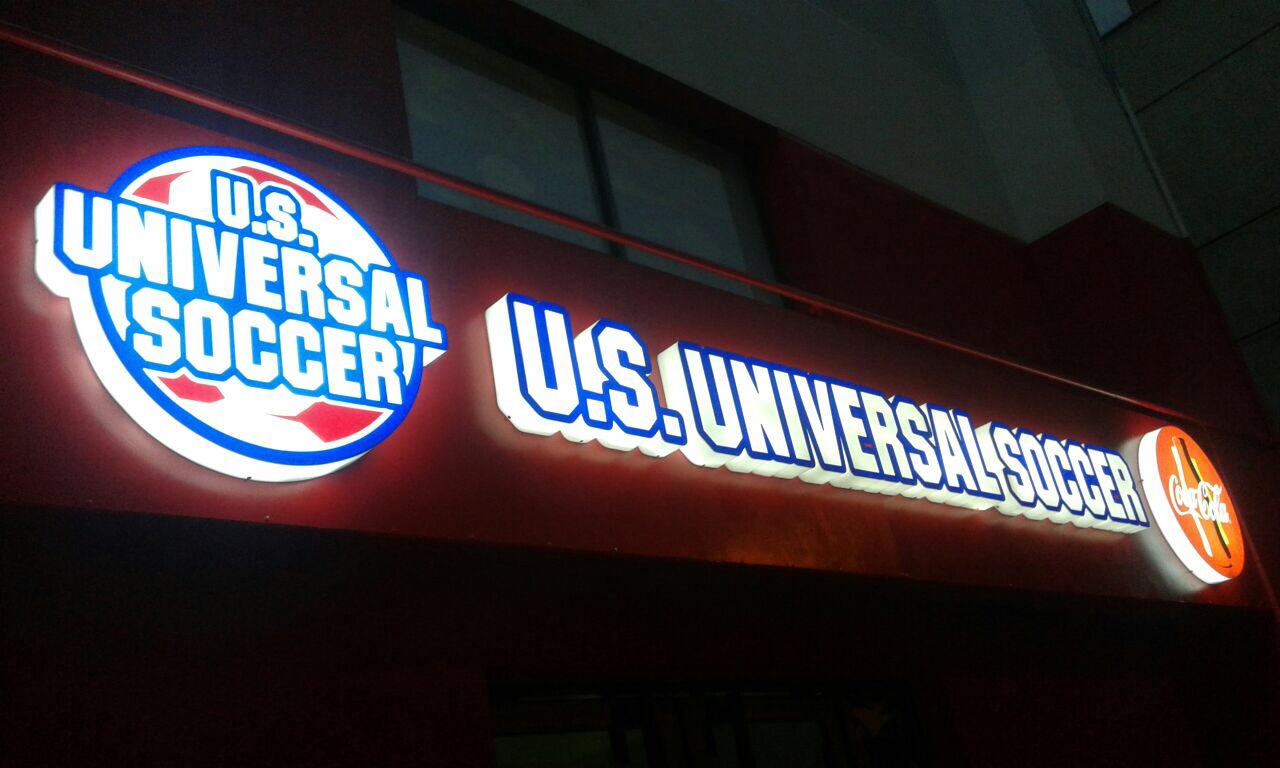 U.S.
UNIVERSAL
SOCCER
U.S. UNIVERSAL SOCCER
Coca-Cola